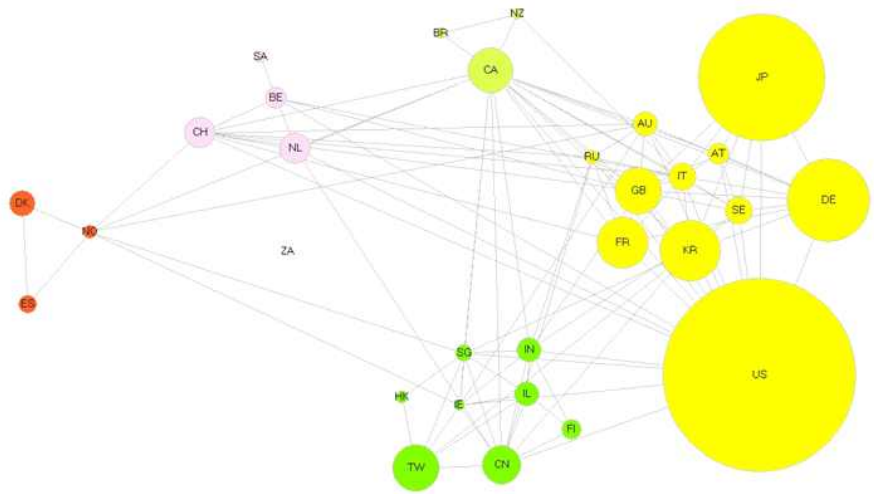 NZ
BR
SA
CA
JP
BE
AU
CH
NL
AT
RU
IT
GB
DE
DK
SE
NO
FR
KR
ZA
ES
SG
IN
US
HK
IE
IL
FI
TW
CN